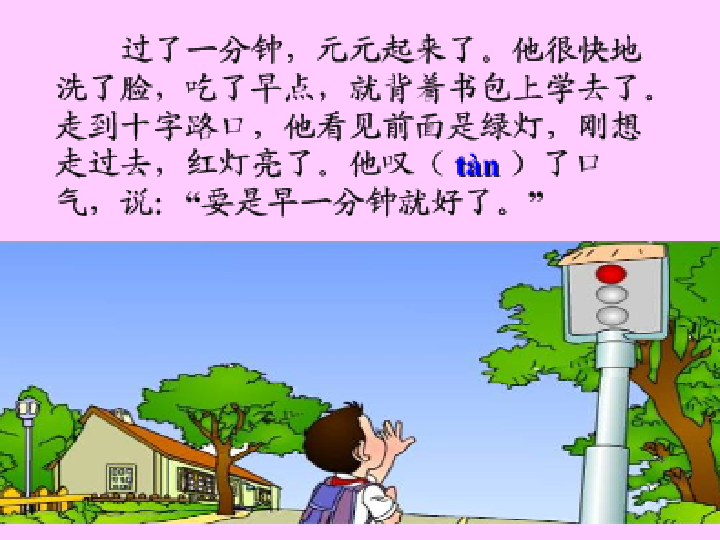 过了一分钟，元元起来了。他很快地
洗了脸，吃了早点，就背着书包上学去了。
走到十字路口，他看见前面是绿灯，刚想
走过去，红灯亮了。他叹（ tàn ）了口
气，说：“要是早一分钟就好了。”